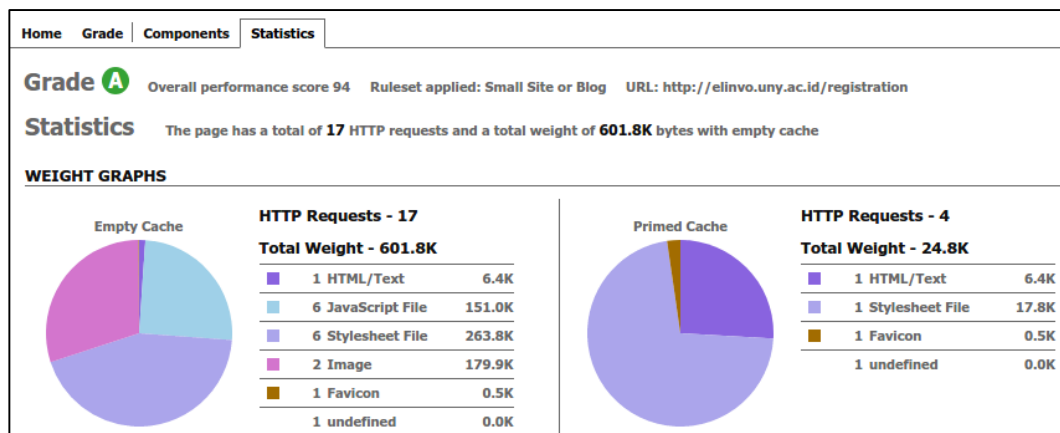 Home Grade Components Statistics
Grade A Overall performance score 94 Ruleset applied: Small Site or Blog URL: http://elinvo.uny.ac.id/registration
Statistics The page has a total of 17 HTTP requests and a total weight of 601.8K bytes with empty cache
WEIGHT GRAPHS
Empty Cache
HTTP Requests - 17
Total Weight - 601.8K
1 HTML/Text 6.4K
6 JavaScript File 151.0K
6 Stylesheet File 263.8K
2 Image 179.9K
1 Favicon 0.5K
1 undefined 0.0K
Primed Cache
HTTP Requests - 4
Total Weight - 24.8K
1 HTML/Text 6.4K
1 Stylesheet File 17.8K
1 Favicon 0.5K
1 undefined 0.0K